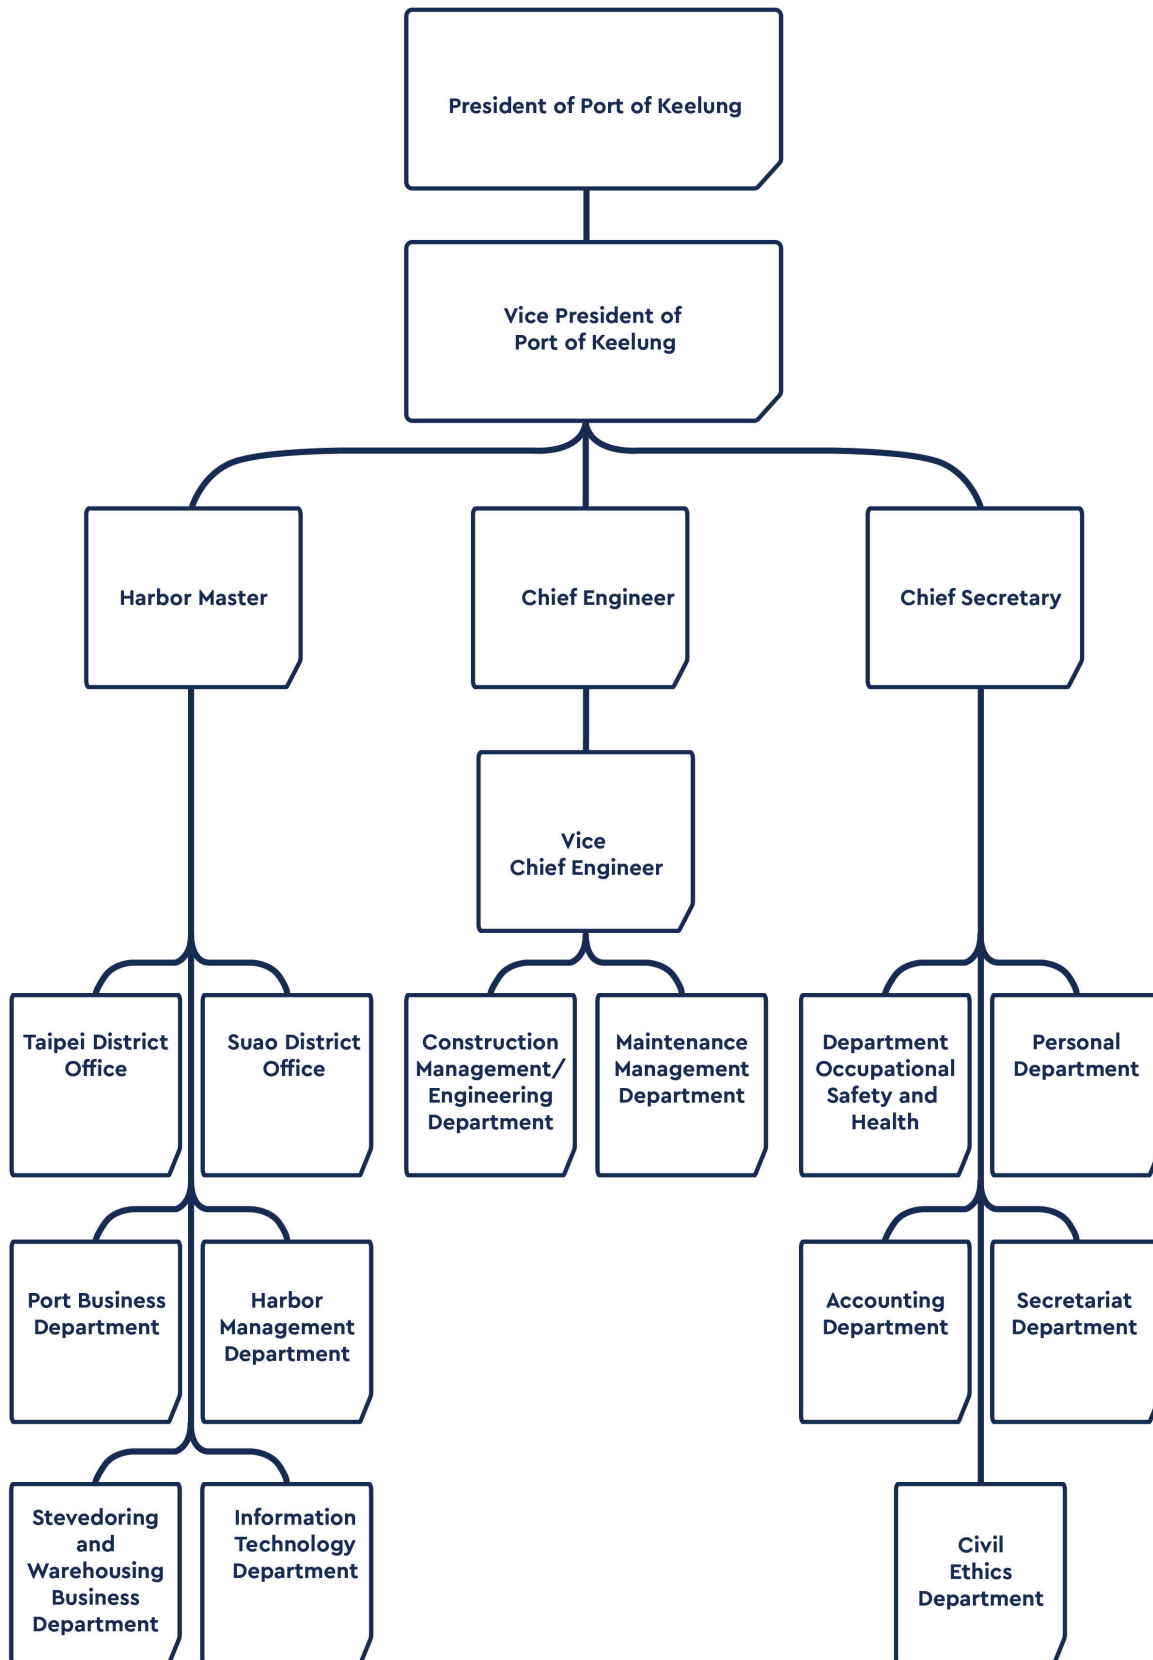 President of Port of Keelung
Vice President of
Port of Keelung
Harbor Master
Chief Engineer
Chief Secretary
Vice
Chief Engineer
Taipei District
Office
Suao District
Office
Construction
Management/
Engineering
Department
Maintenance
Management
Department
Department
Occupational
Safety and
Health
Personal
Department
Port Business
Department
Harbor
Management
Department
Accounting
Department
Secretariat
Department
Stevedoring
and
Warehousing
Business
Department
Information
Technology
Department
Civil
Ethics
Department